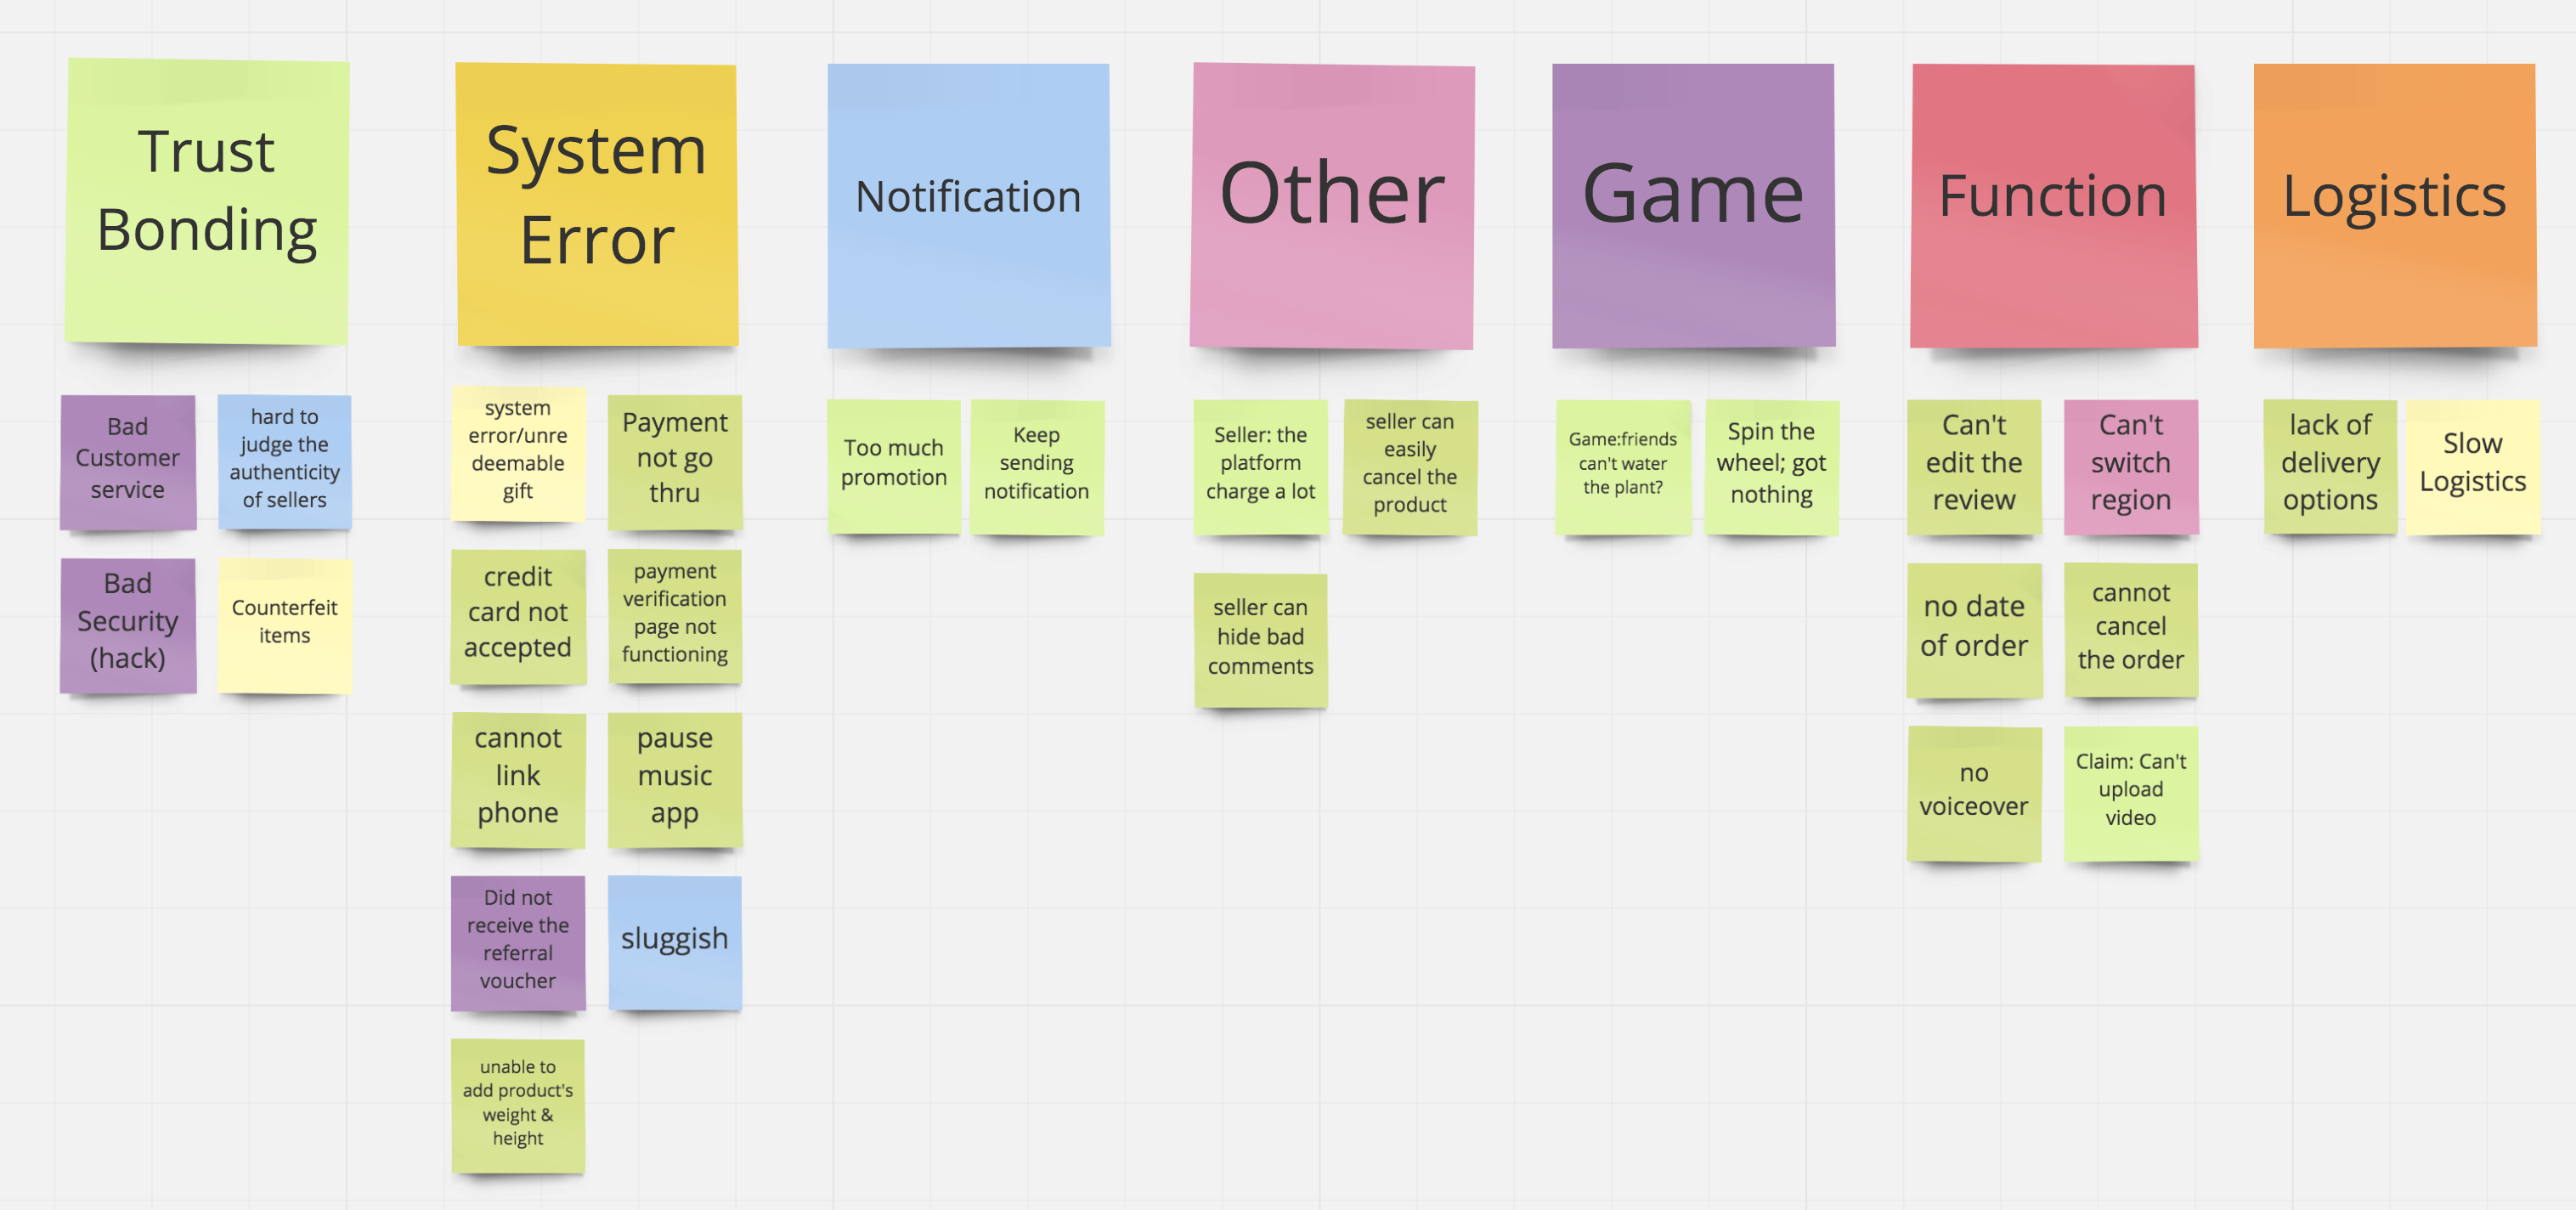 Trust
Bonding
System
Error
Notification
Other
Game
Function
Logistics
Bad
Customer
service
hard to
judge the
authenticity
of sellers
Bad
Security
(hack)
Counterfeit
items
system
error/unre
deemable
gift
Payment
not go
thru
credit
card not
accepted
payment
verification
page not
functioning
cannot
link
phone
pause
music
app
Did not
receive the
referral
voucher
sluggish
unable to
add product's
weight &
height
Too much
promotion
Keep
sending
notification
Seller: the
platform
charge a lot
seller can
easily
cancel the
product
seller can
hide bad
comments
Game:friends
can't water
the plant?
Spin the
wheel; got
nothing
Can't
edit the
review
Can't
switch
region
no date
of order
cannot
cancel
the order
no
voiceover
Claim: Can't
upload
video
lack of
delivery
options
Slow
Logistics